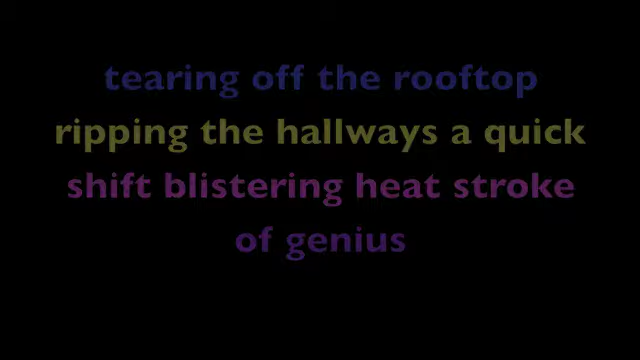 tearing off the rooftop
ripping the hallways a quick
shift blistering heat stroke
of genius